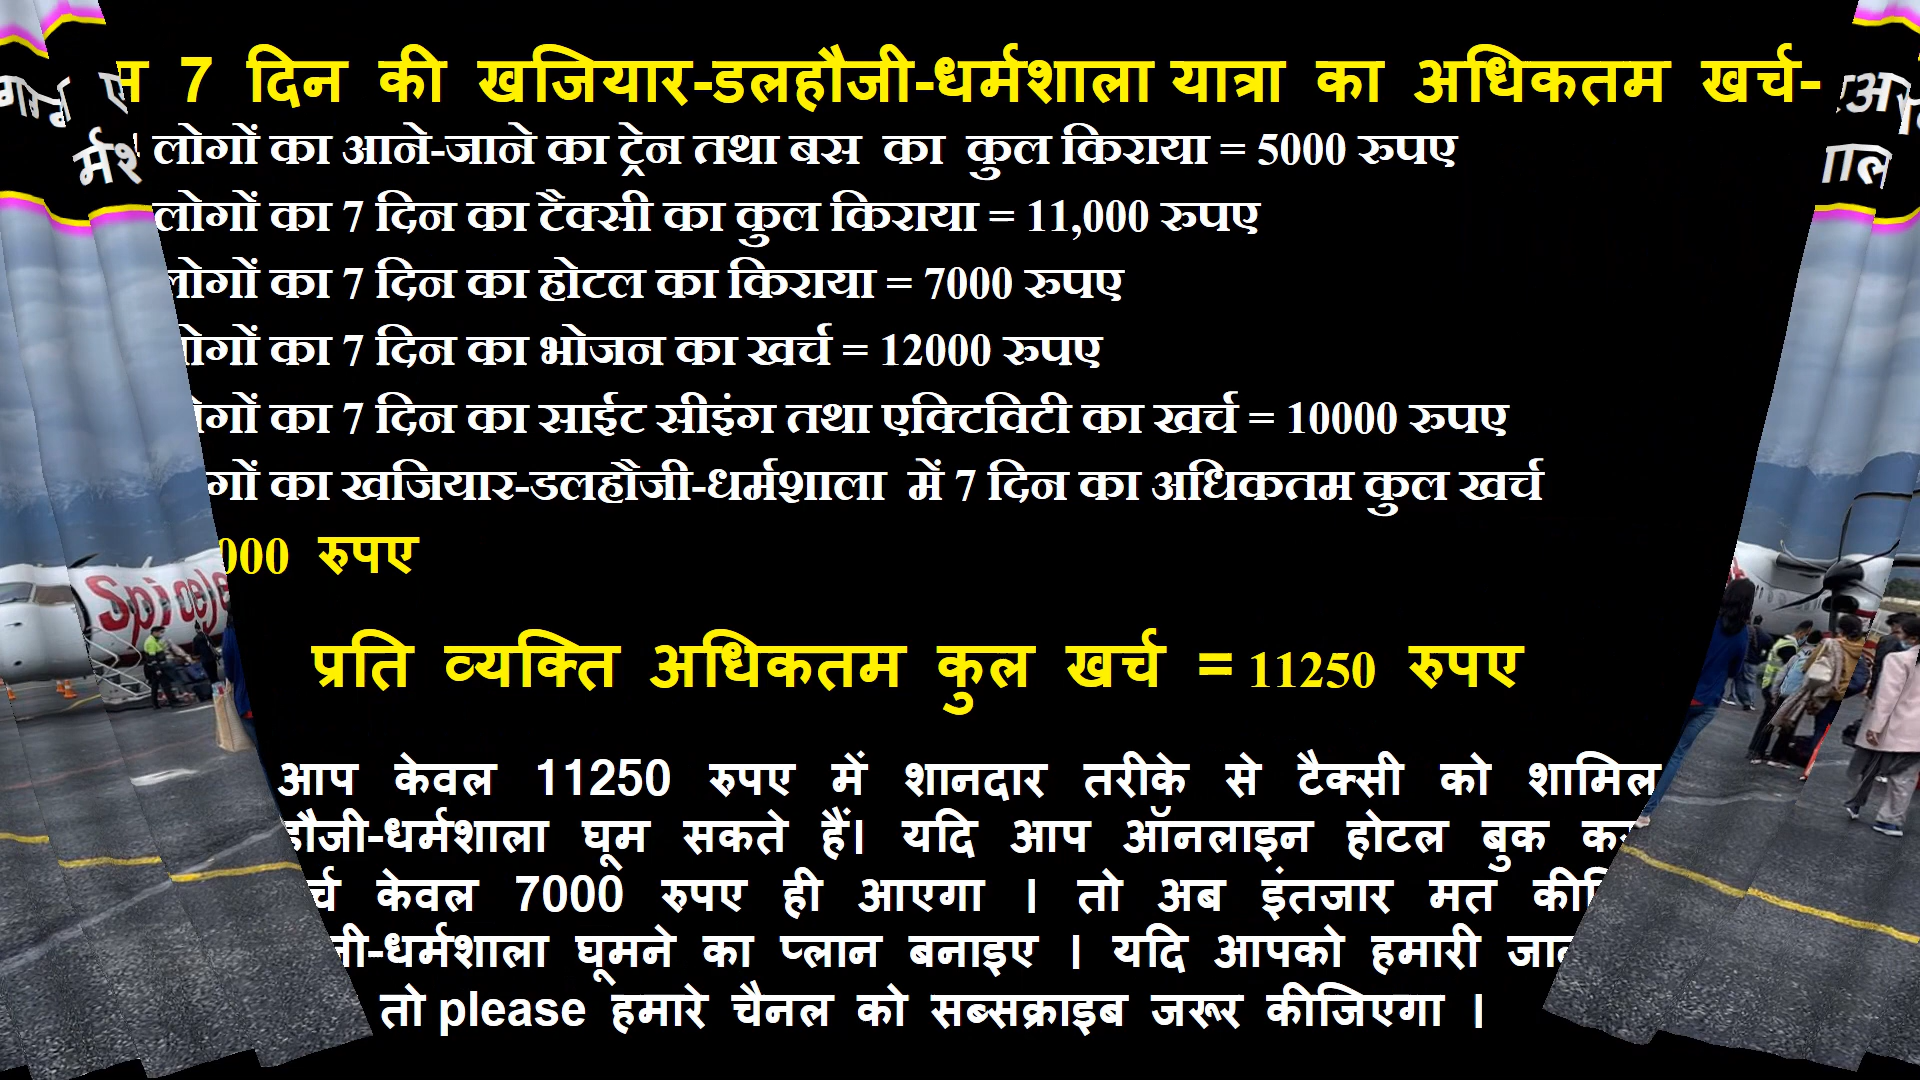 7 दिन की खजियार-डलहौजी-धर्मशाला यात्रा का अधिकतम खर्च-
लोगों का आने-जाने का ट्रेन तथा बस का कुल किराया = 5000 रुपए
लोगों का 7 दिन का टैक्सी का कुल किराया = 11,000 रुपए
लोगों का 7 दिन का होटल का किराया = 7000 रुपए
का 7 दिन का भोजन का खर्च = 12000 रुपए
का 7 दिन का साईट सीइंग तथा एक्टिविटी का खर्च = 10000 रुपए
का खजियार-डलहौजी-धर्मशाला में 7 दिन का अधिकतम कुल खर्च
रुपए
SpiceJe
प्रति व्यक्ति अधिकतम कुल खर्च = 11250 रुपए
आप केवल 11250 रुपए में शानदार तरीके से टैक्सी को शामिल
हौजी-धर्मशाला घूम सकते हैं। यदि आप ऑनलाइन होटल बुक
केवल 7000 रुपए ही आएगा । तो अब इंतजार मत
जी-धर्मशाला घूमने का प्लान बनाइए । यदि आपको हमारी
तो please हमारे चैनल को सब्सक्राइब जरूर कीजिएगा ।